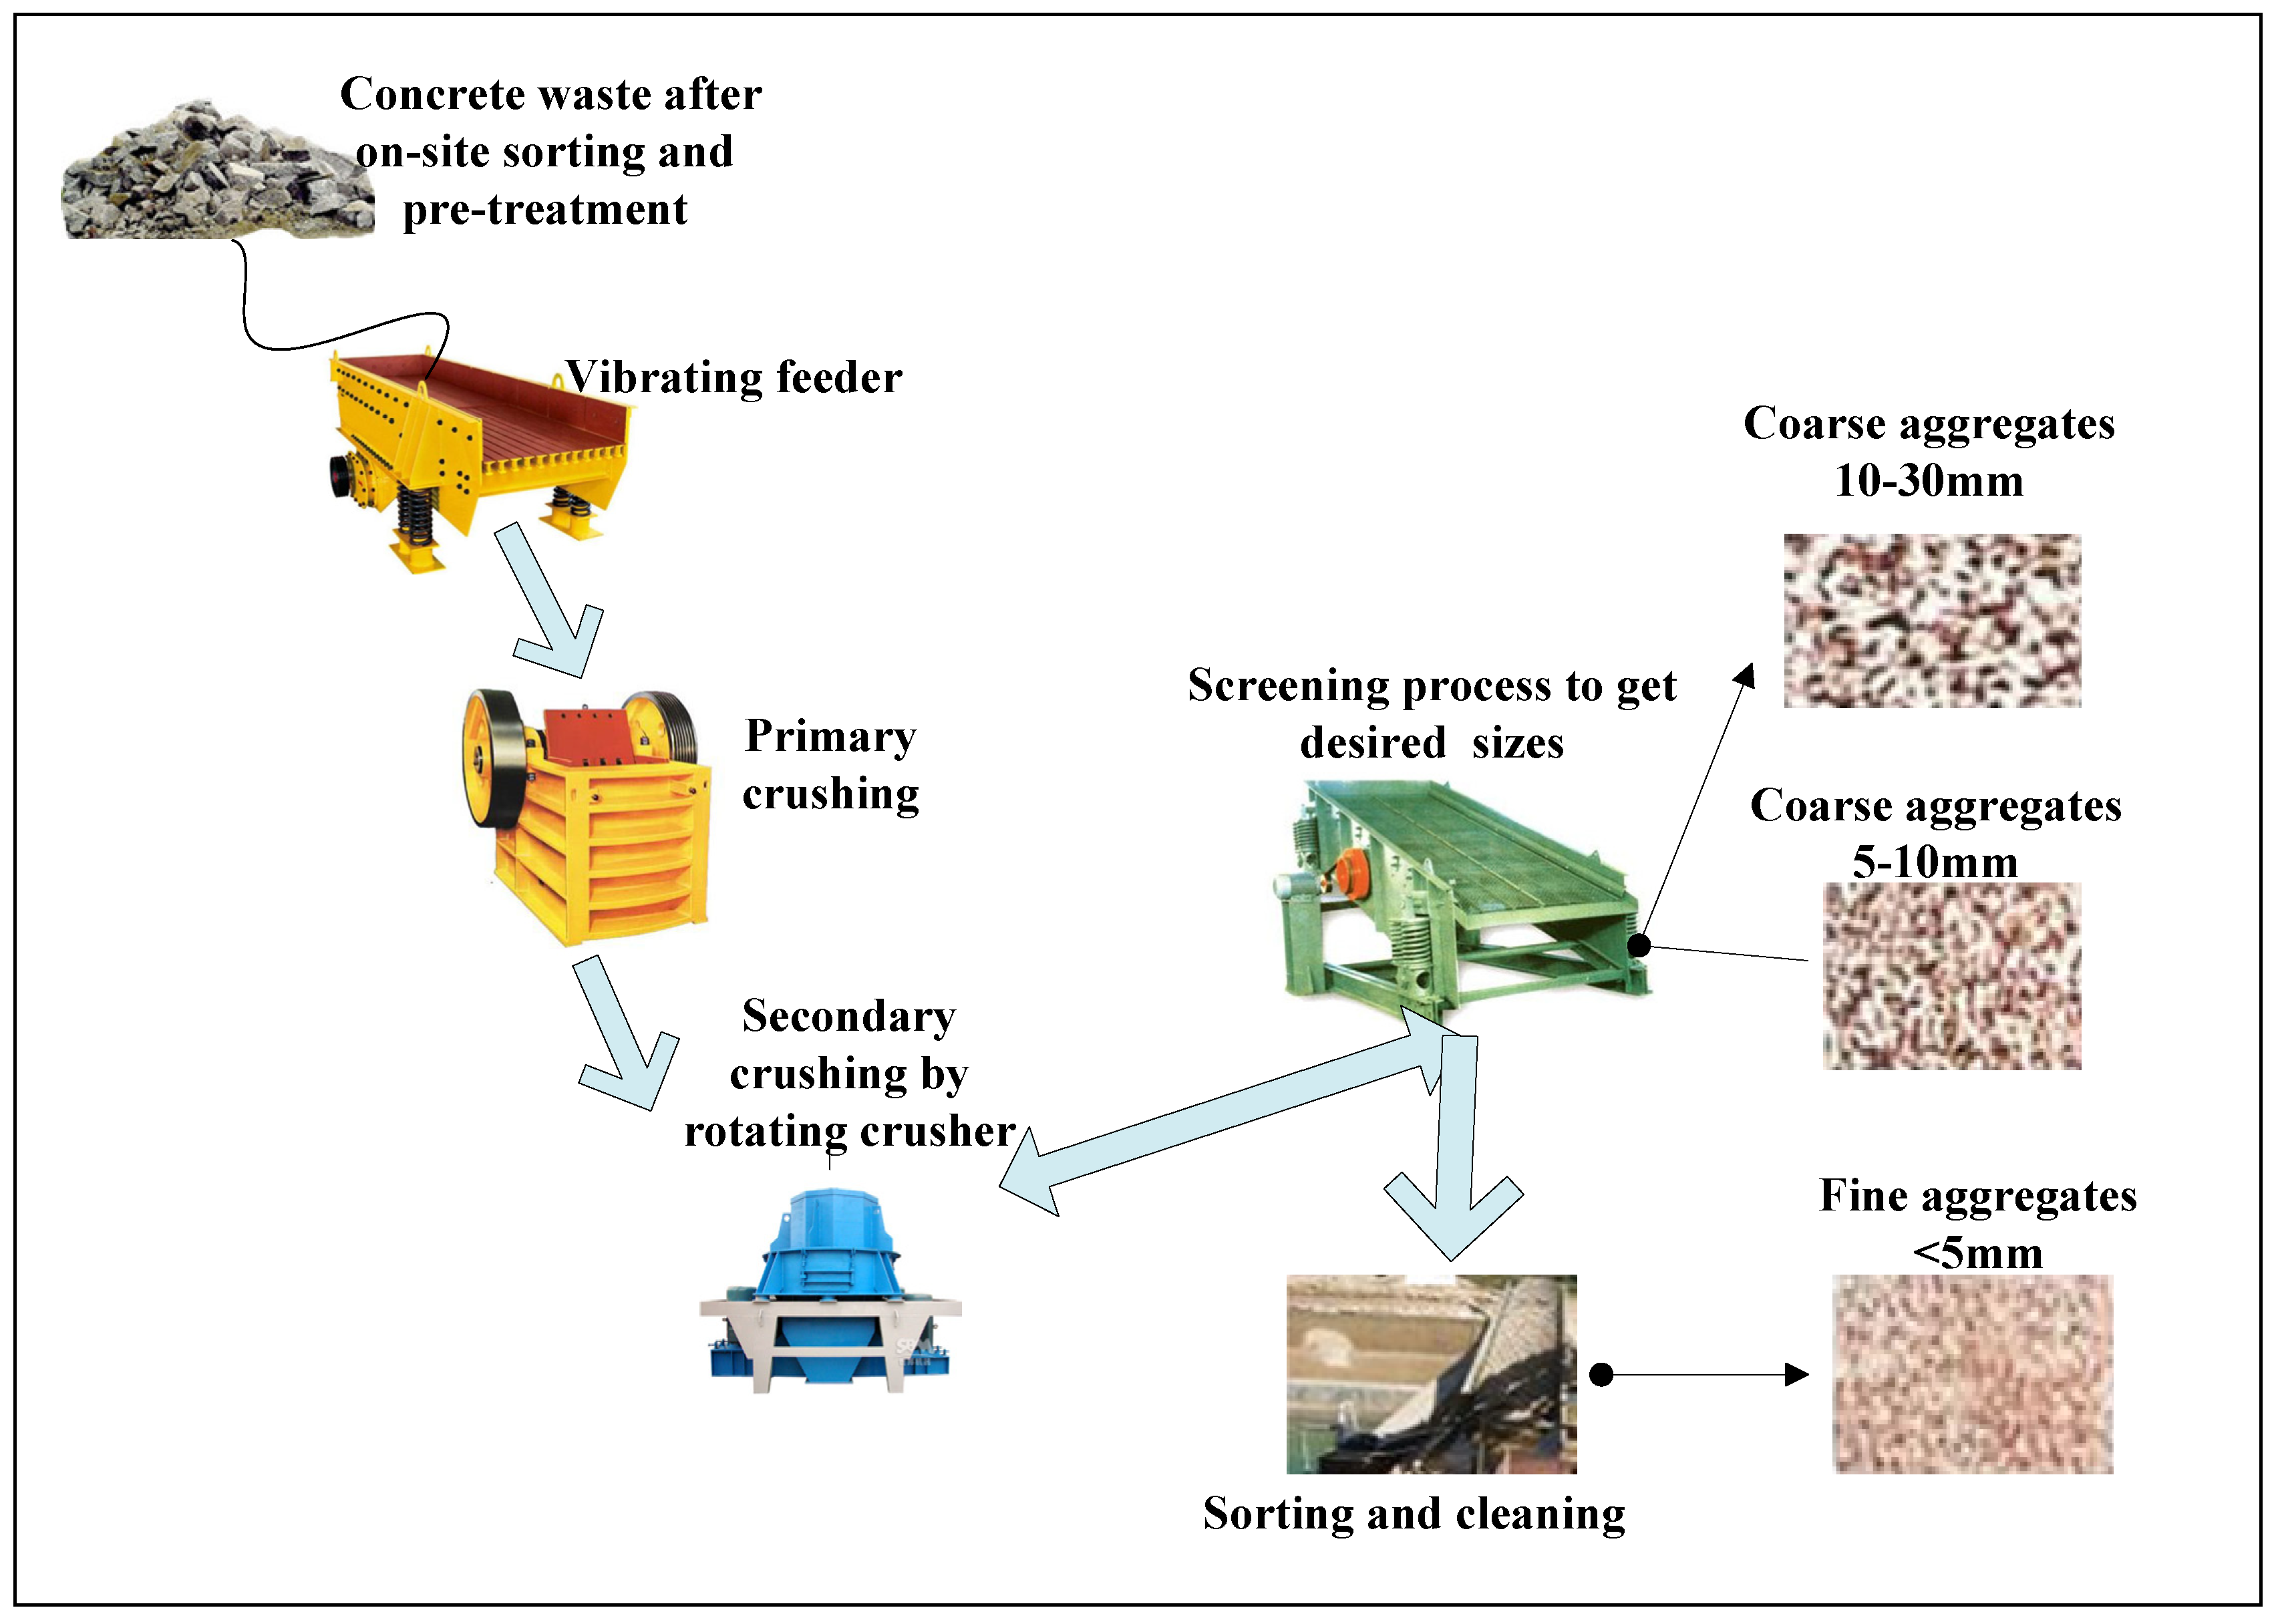 Concrete waste after
on-site sorting and
pre-treatment
Vibrating feeder
Primary
crushing
Secondary
crushing by
rotating crusher
Screening process to get
desired sizes
Coarse aggregates
10-30mm
Coarse aggregates
5-10mm
Fine aggregates
<5mm
Sorting and cleaning